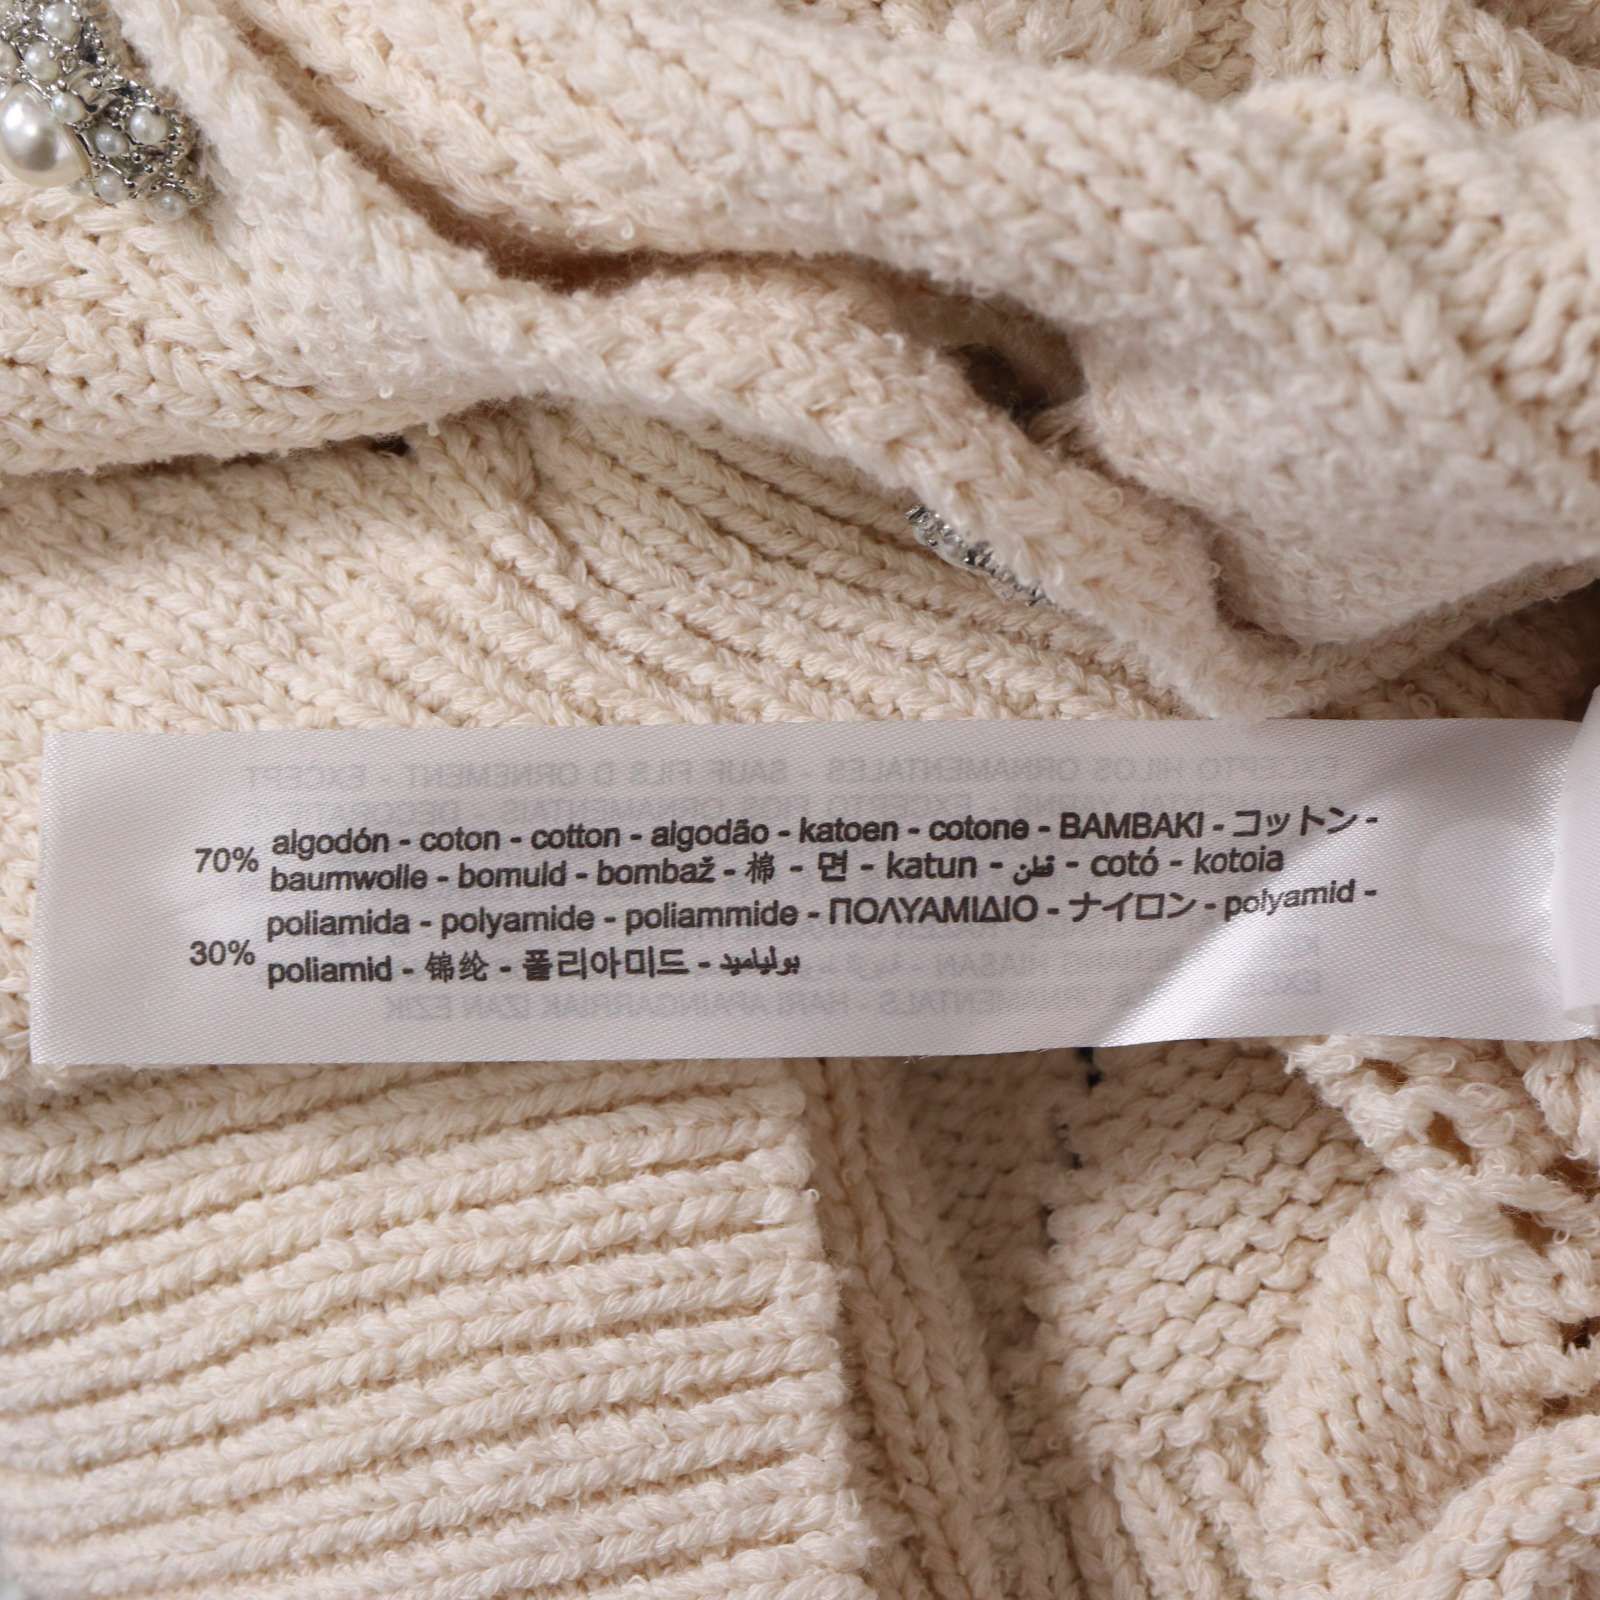 70% algodón - coton - cotton - algodão - katoen - cotone - BAMBAKI - コットン -
baumwolle - bomuld - bombaž - 棉 - 면 - katun - قطن - cotó - kotoia
30% poliamida - polyamide - poliammide - ΠΟΛΥΑΜΙΔΙΟ - ナイロン - polyamid -
poliamid - 锦纶 - 폴리아미드 - بولياميد